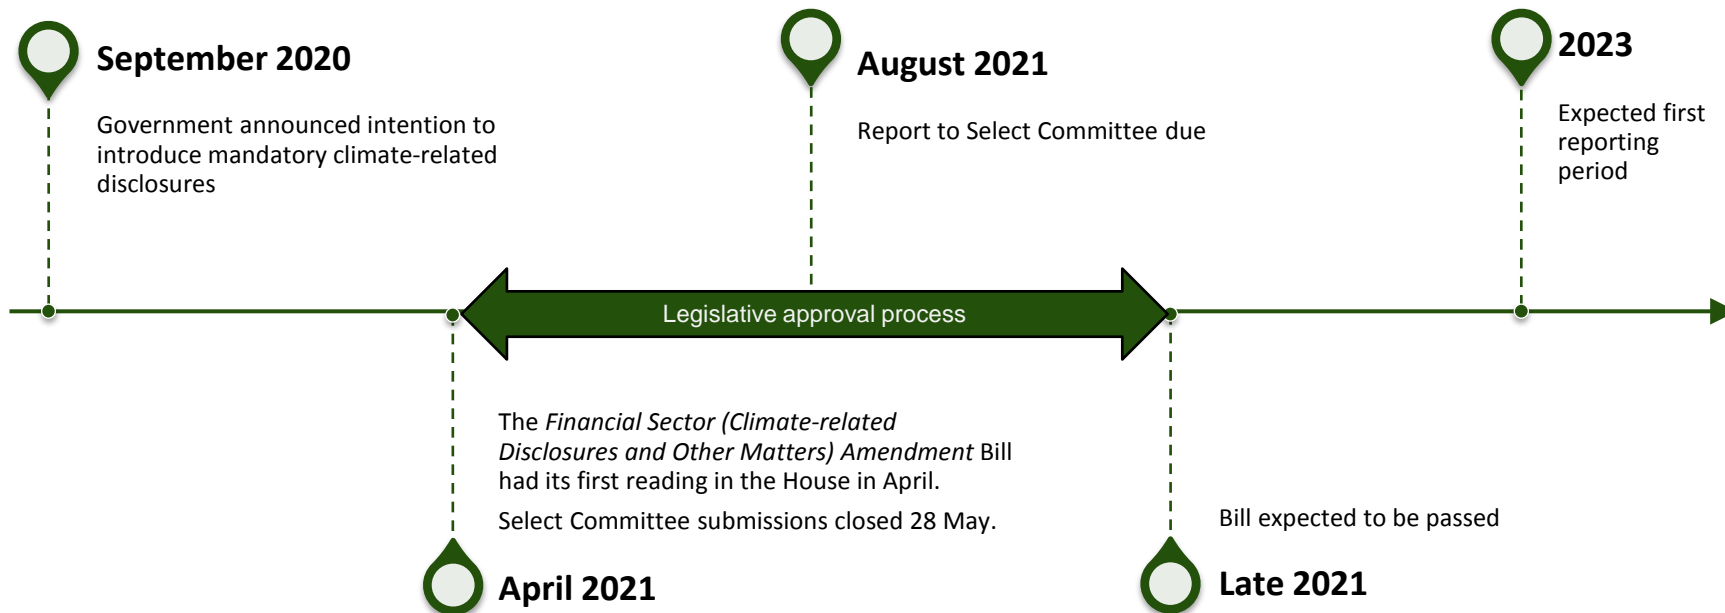 September 2020
Government announced intention to
introduce mandatory climate-related
disclosures
August 2021
Report to Select Committee due
2023
Expected first
reporting
period
Legislative approval process
The Financial Sector (Climate-related
Disclosures and Other Matters) Amendment Bill
had its first reading in the House in April.
Select Committee submissions closed 28 May.
April 2021
Bill expected to be passed
Late 2021